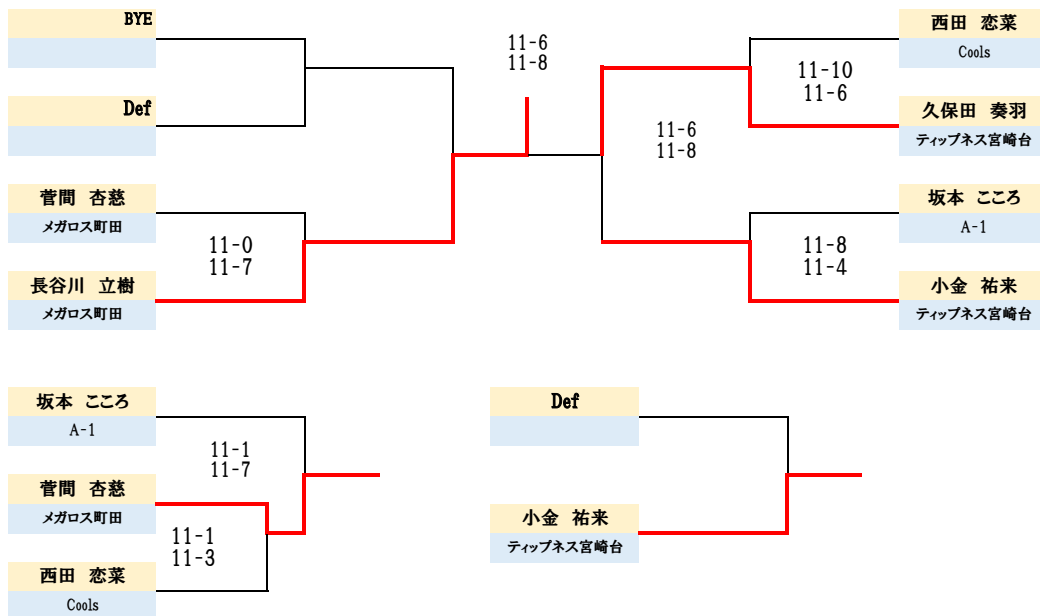 BYE
Def
菅間 杏慈
メガロス町田
11-0
11-7
長谷川 立樹
メガロス町田
11-6
11-8
西田 恋菜
Cools
11-10
11-6
久保田 奏羽
ティップネス宮崎台
11-6
11-8
坂本 こころ
A-1
11-8
11-4
小金 祐来
ティップネス宮崎台
坂本 こころ
A-1
11-1
11-7
菅間 杏慈
メガロス町田
11-1
11-3
西田 恋菜
Cools
Def
小金 祐来
ティップネス宮崎台